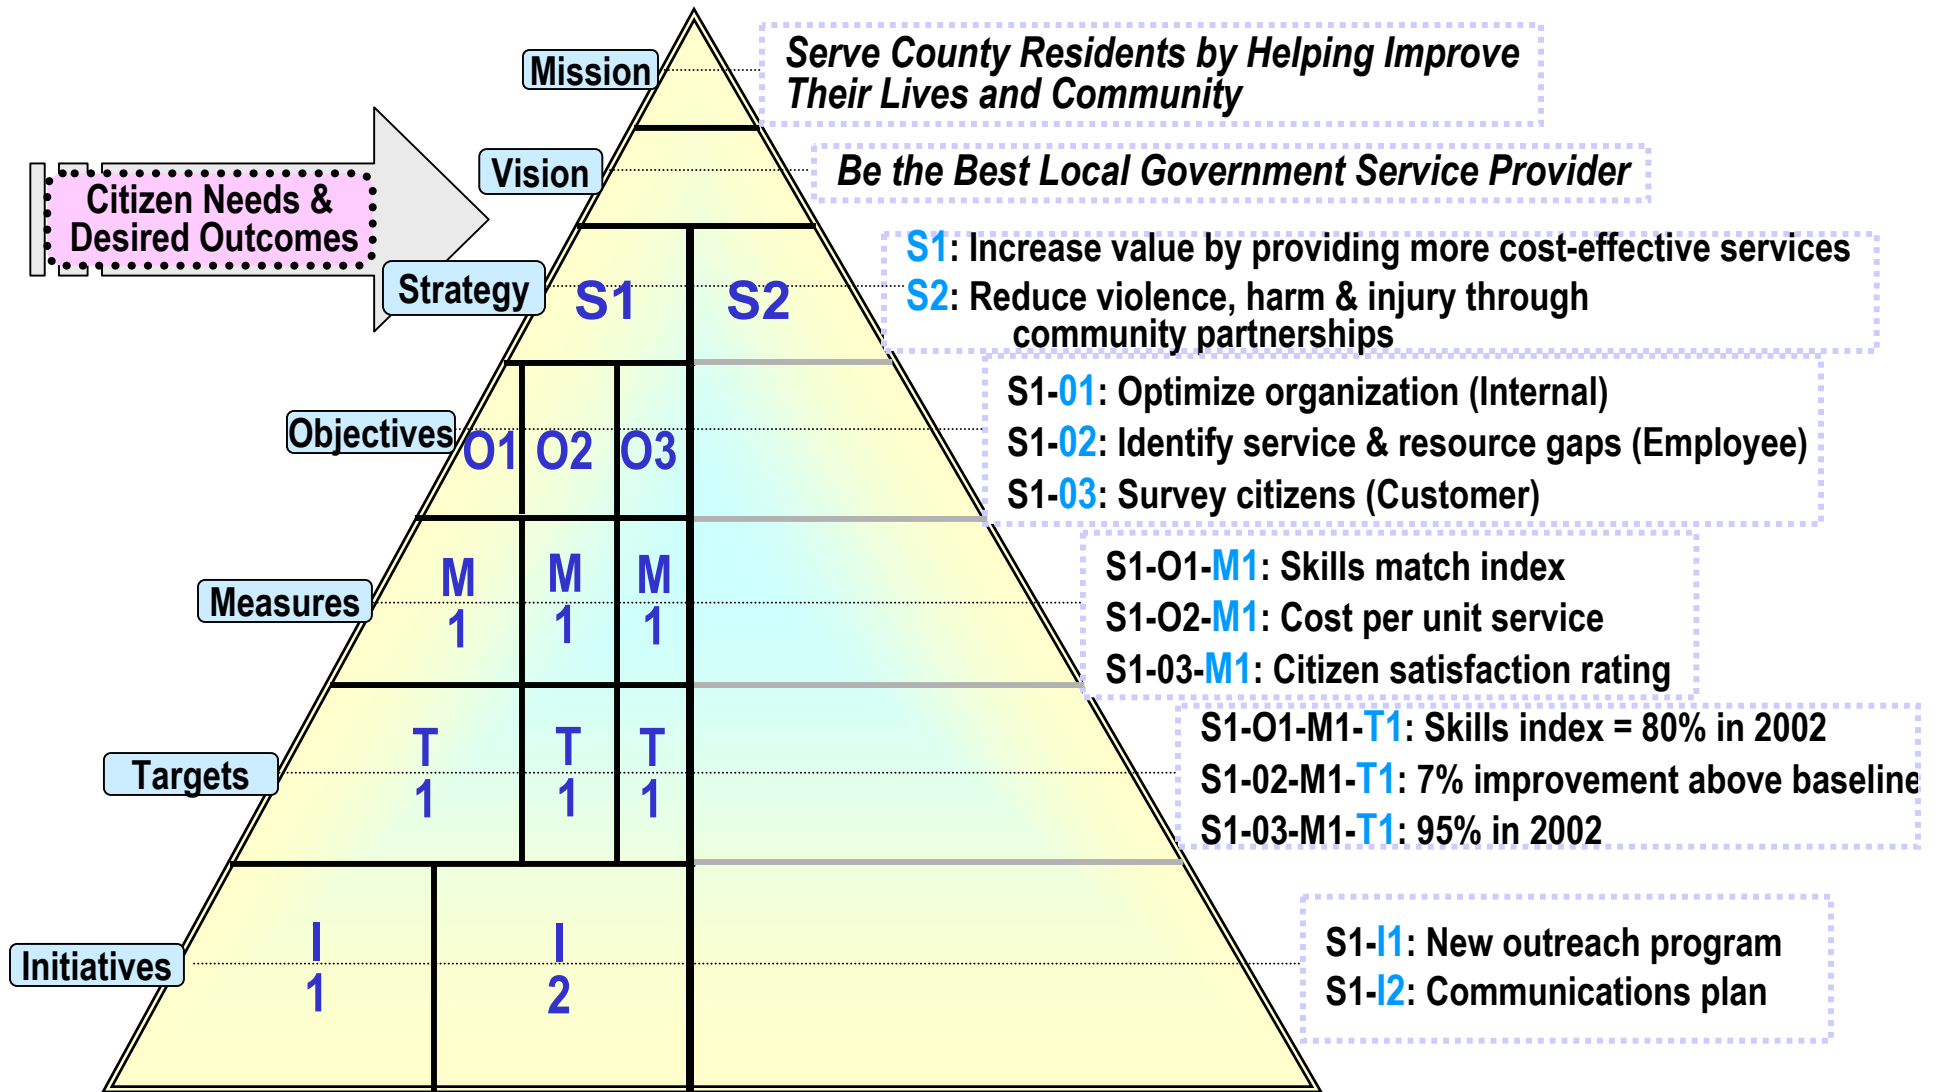 Mission
Serve County Residents by Helping Improve
Their Lives and Community
Vision
Be the Best Local Government Service Provider
Citizen Needs &
Desired Outcomes
Strategy
S1
S2
S1: Increase value by providing more cost-effective services
S2: Reduce violence, harm & injury through
community partnerships
Objectives
O1
O2
O3
S1-01: Optimize organization (Internal)
S1-02: Identify service & resource gaps (Employee)
S1-03: Survey citizens (Customer)
Measures
M
1
M
1
M
1
S1-O1-M1: Skills match index
S1-O2-M1: Cost per unit service
S1-03-M1: Citizen satisfaction rating
Targets
T
1
T
1
T
1
S1-O1-M1-T1: Skills index = 80% in 2002
S1-02-M1-T1: 7% improvement above baseline
S1-03-M1-T1: 95% in 2002
Initiatives
I
1
I
2
S1-I1: New outreach program
S1-I2: Communications plan